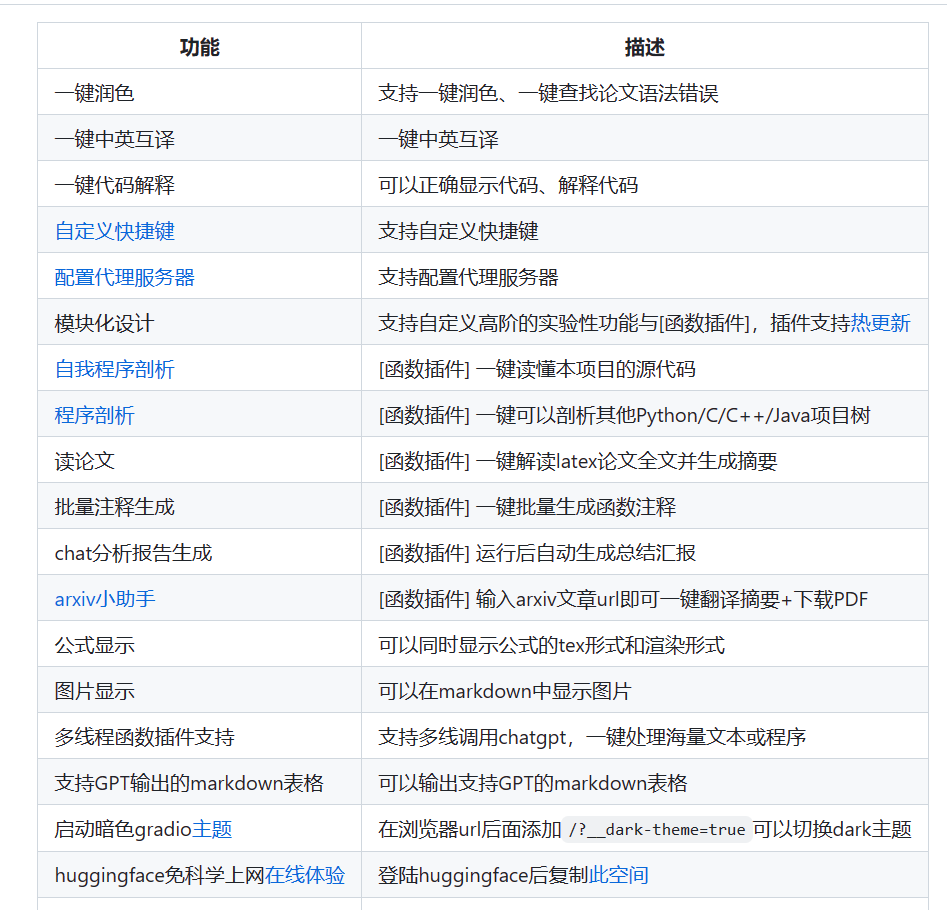 功能 描述
一键润色 支持一键润色、一键查找论文语法错误
一键中英互译 一键中英互译
一键代码解释 可以正确显示代码、解释代码
自定义快捷键 支持自定义快捷键
配置代理服务器 支持配置代理服务器
模块化设计 支持自定义高阶的实验性功能与[函数插件]，插件支持热更新
自我程序剖析 [函数插件] 一键读懂本项目的源代码
程序剖析 [函数插件] 一键可以剖析其他Python/C/C++/Java项目树
读论文 [函数插件] 一键解读latex论文全文并生成摘要
批量注释生成 [函数插件] 一键批量生成函数注释
chat分析报告生成 [函数插件] 运行后自动生成总结汇报
arxiv小助手 [函数插件] 输入arxiv文章url即可一键翻译摘要+下载PDF
公式显示 可以同时显示公式的tex形式和渲染形式
图片显示 可以在markdown中显示图片
多线程函数插件支持 支持多线调用chatgpt，一键处理海量文本或程序
支持GPT输出的markdown表格 可以输出支持GPT的markdown表格
启动暗色gradio主题 在浏览器url后面添加 /?__dark-theme=true 可以切换dark主题
huggingface免科学上网在线体验 登陆huggingface后复制此空间